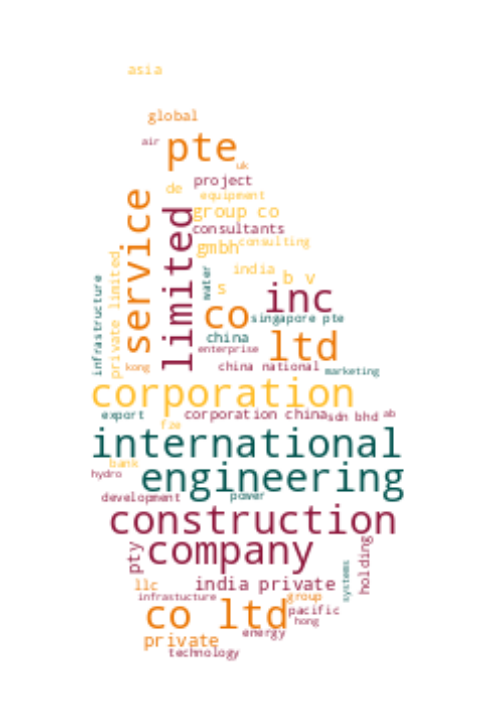 asia
global
air
pte
uk
project
de
equipment
service
limited
group co
consultants
gmbh
consulting
india
water
infrastructure
private limited
s
b v
inc
co
singapore pte
china
ltd
enterprise
kong
china national
marketing
corporation
export
corporation china
sdn bhd
ab
fze
international
bank
hydro
engineering
development
power
construction
company
pty
holding
systems
llc
india private
infrastucture
group
co ltd
pacific
hong
energy
private
technology